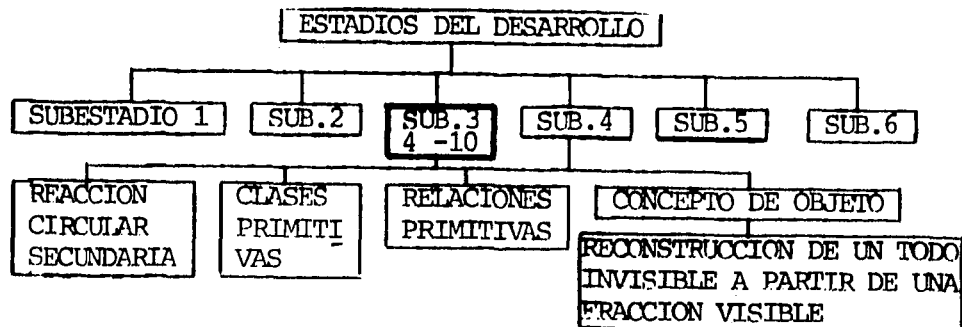 ESTADIOS DEL DESARROLLO
SUBESTADIO 1
SUB.2
SUB.3
4 -10
SUB.4
SUB.5
SUB.6
REACCION
CIRCULAR
SECUNDARIA
CLASES
PRIMITI
VAS
RELACIONES
PRIMITIVAS
CONCEPTO DE OBJETO
RECONSTRUCCION DE UN TODO
INVISIBLE A PARTIR DE UNA
FRACCION VISIBLE